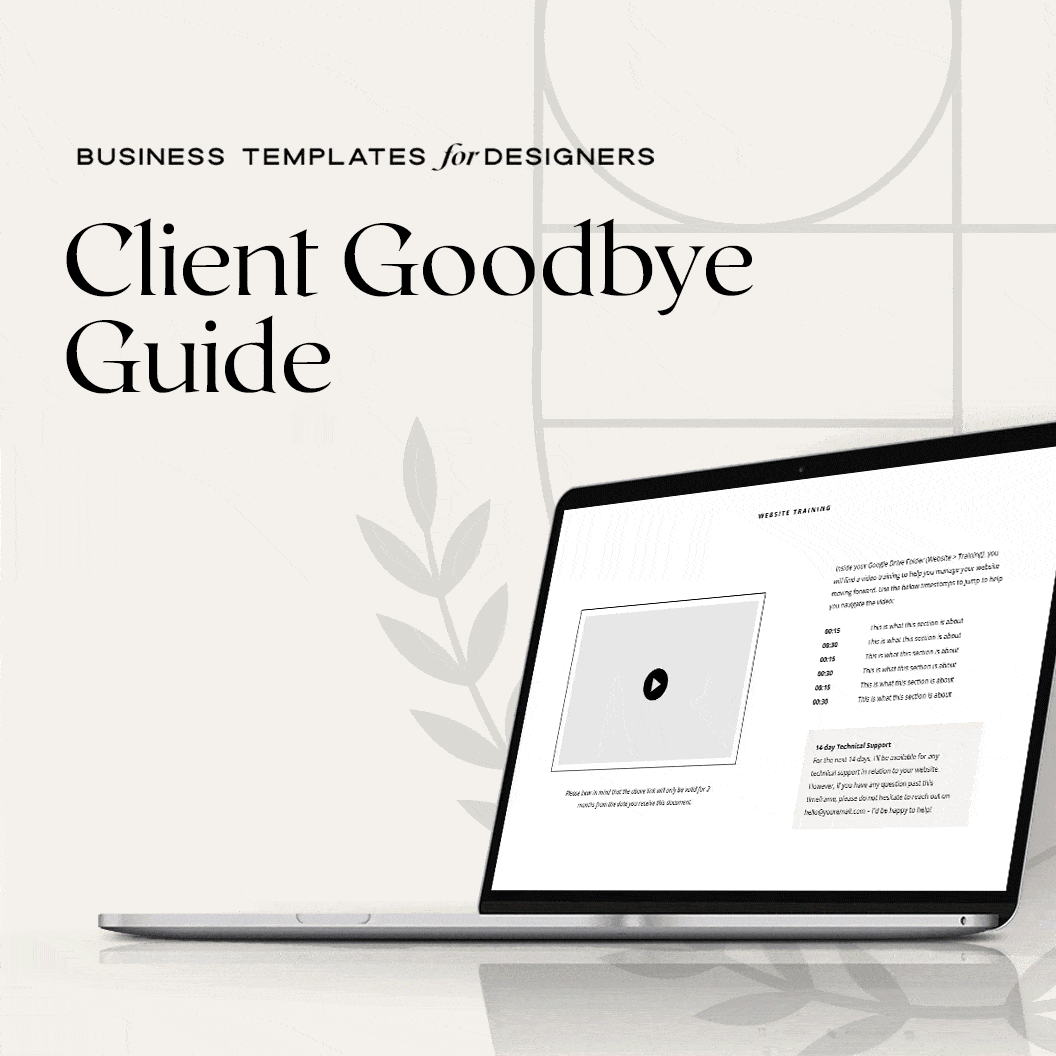 BUSINESS TEMPLATES for DESIGNERS
Client Goodbye
Guide
WEBSITE TRAINING
Inside your Google Drive Folder (Website > Training), you
will find a video training to help you manage your website
moving forward. Use the below timestamps to jump to help
you navigate the video:
00:15 This is what this section is about
00:30 This is what this section is about
00:15 This is what this section is about
00:30 This is what this section is about
00:15 This is what this section is about
00:30 This is what this section is about
14 day Technical Support
For the next 14 days, I'll be available for any
technical support in relation to your website.
However, if you have any question past this
timeframe, please do not hesitate to reach out on
hello@youremail.com - I'd be happy to help!
Please bear in mind that the above link will only be valid for 2
months from the date you receive this document.